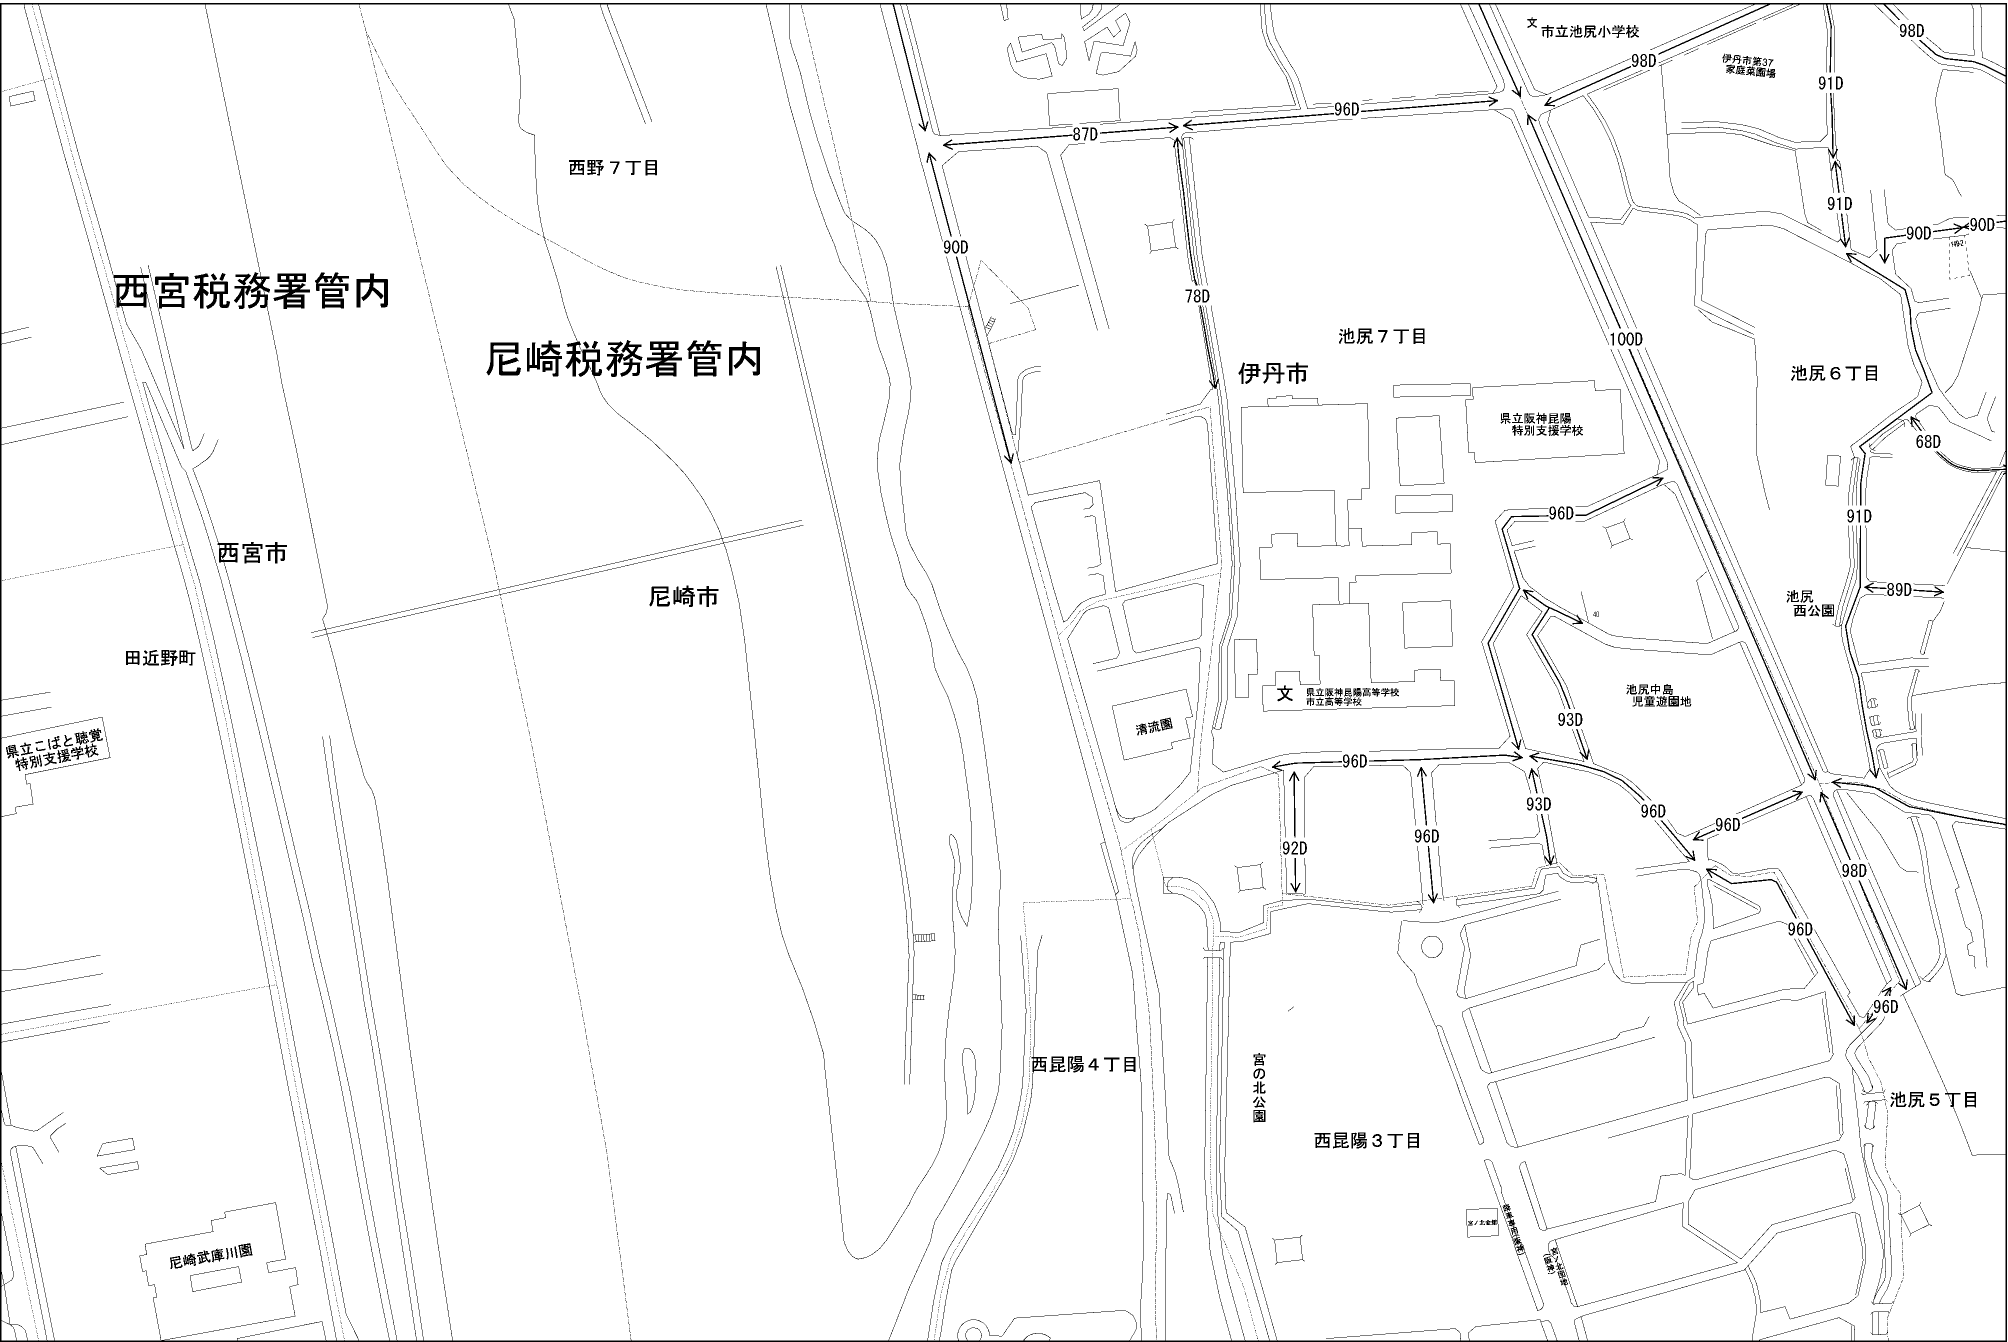 文 市立池尻小学校
98D
98D
伊丹市第37
家庭菜園場
91D
96D
87D
西野７丁目
91D
90D
90D
90D
西宮税務署管内
78D
池尻７丁目
100D
尼崎税務署管内
伊丹市
池尻６丁目
県立阪神昆陽
特別支援学校
68D
96D
91D
西宮市
尼崎市
89D
池尻
西公園
40
田近野町
文 県立阪神昆陽高等学校
市立高等学校
池尻中島
児童遊園地
93D
清流園
県立こばと聴覚
特別支援学校
96D
93D
96D
96D
96D
92D
98D
96D
96D
西昆陽４丁目
宮の北公園
池尻５丁目
西昆陽３丁目
尼崎武庫川園
宮ノ北団地